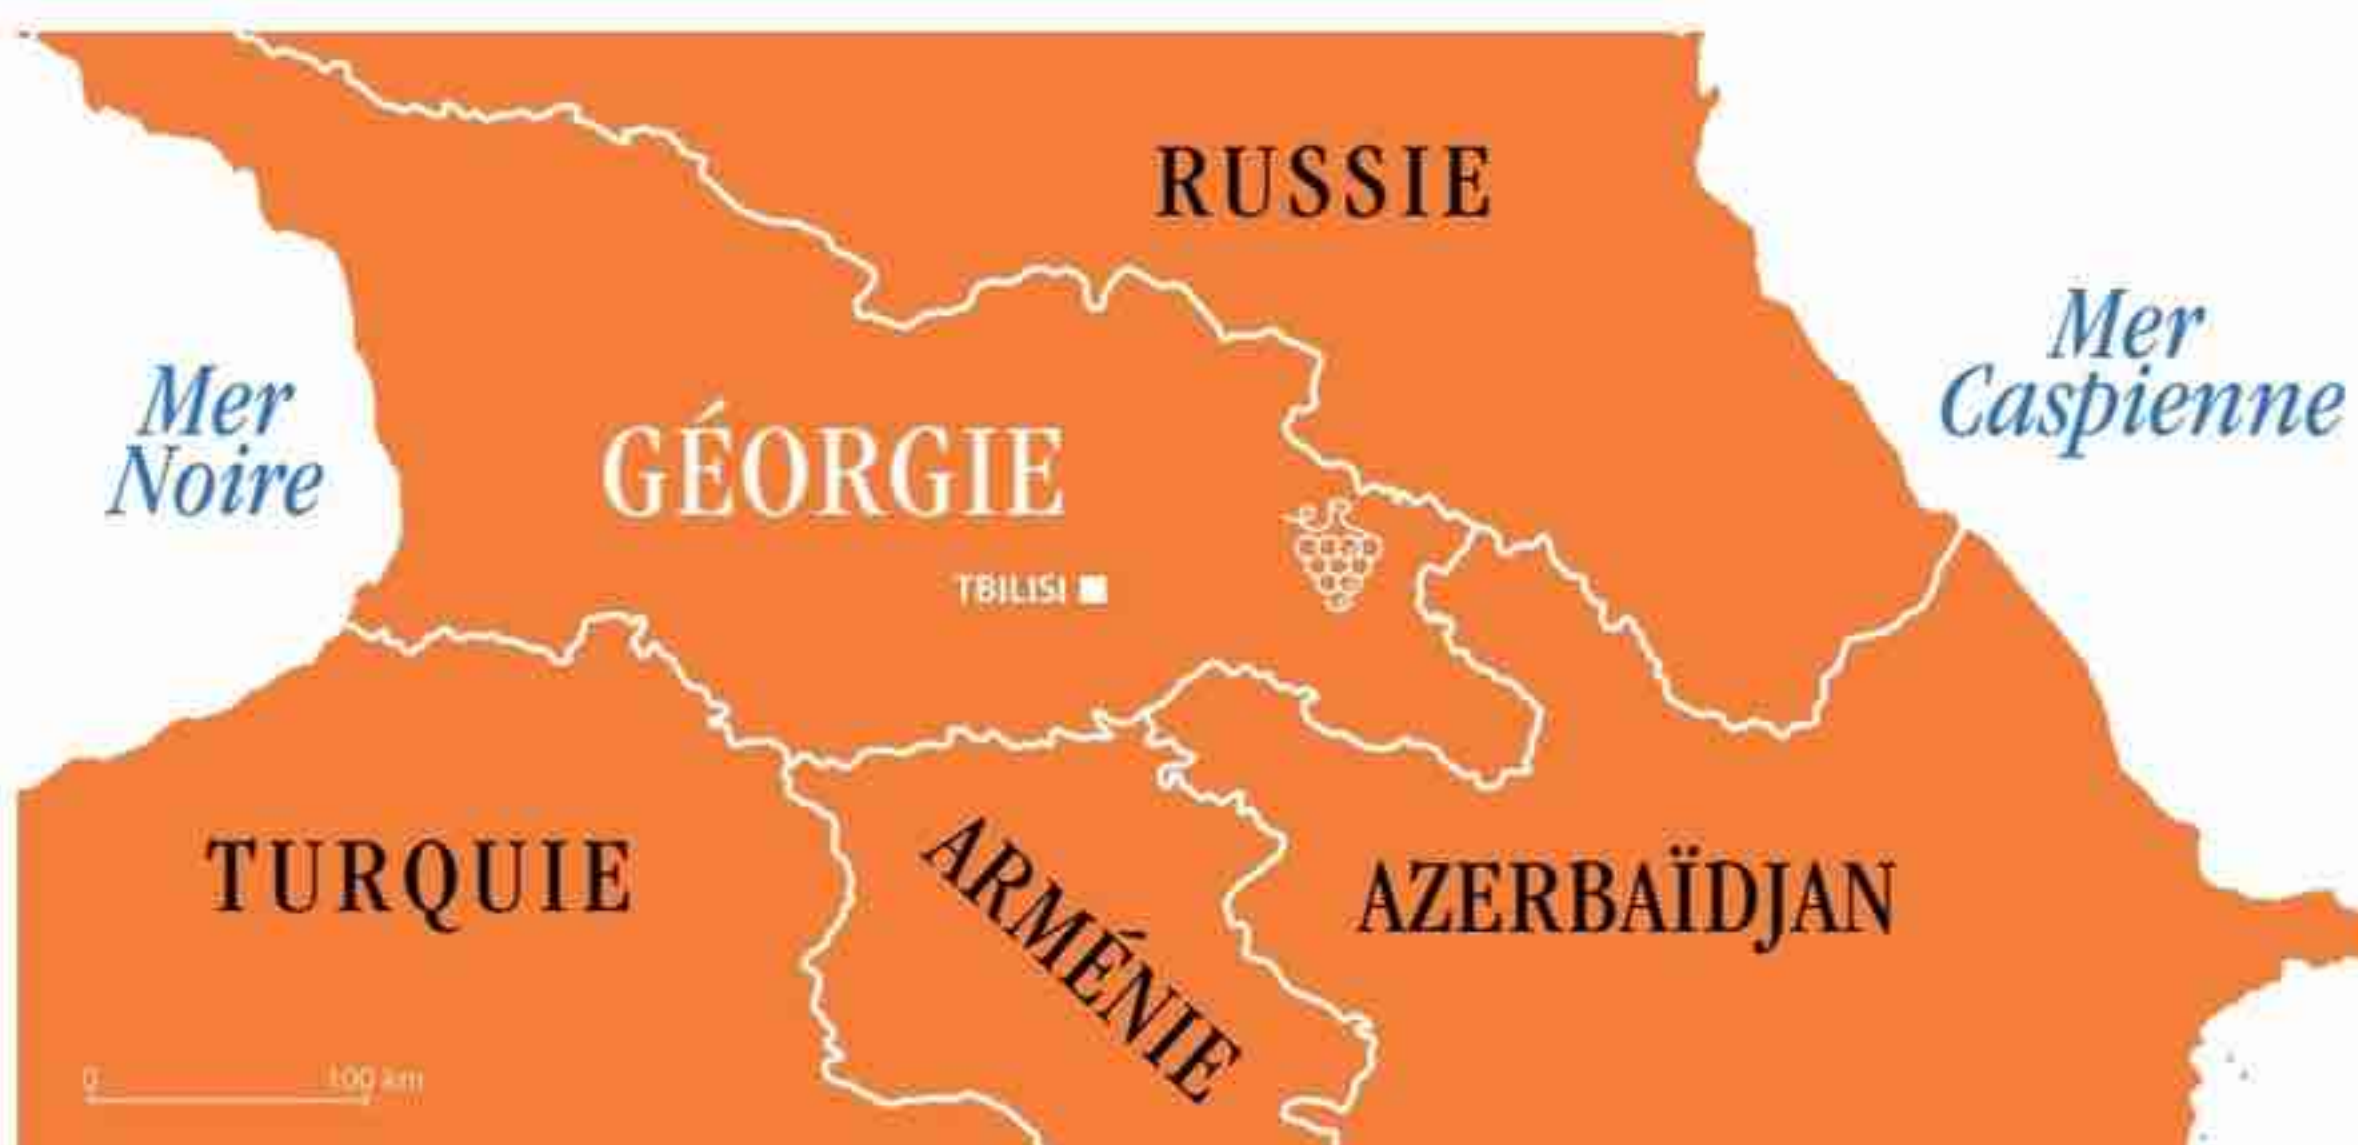 RUSSIE
Mer
Caspienne
Mer
Noire
GÉORGIE
TBILISI
TURQUIE
ARMÉNIE
AZERBAÏDJAN
0 100 km